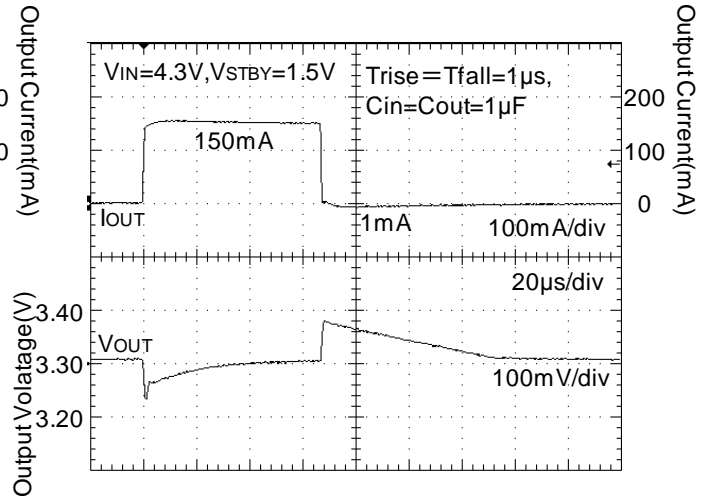 Output Current(mA)
0
0
VIN=4.3V,VSTBY=1.5V
Trise=Tfall=1µs,
Cin=Cout=1µF
150mA
IOUT
1mA
100mA/div
200
100
0
Output Current(mA)
20µs/div
Output Volatage(V)
3.40
3.30
3.20
VOUT
100mV/div